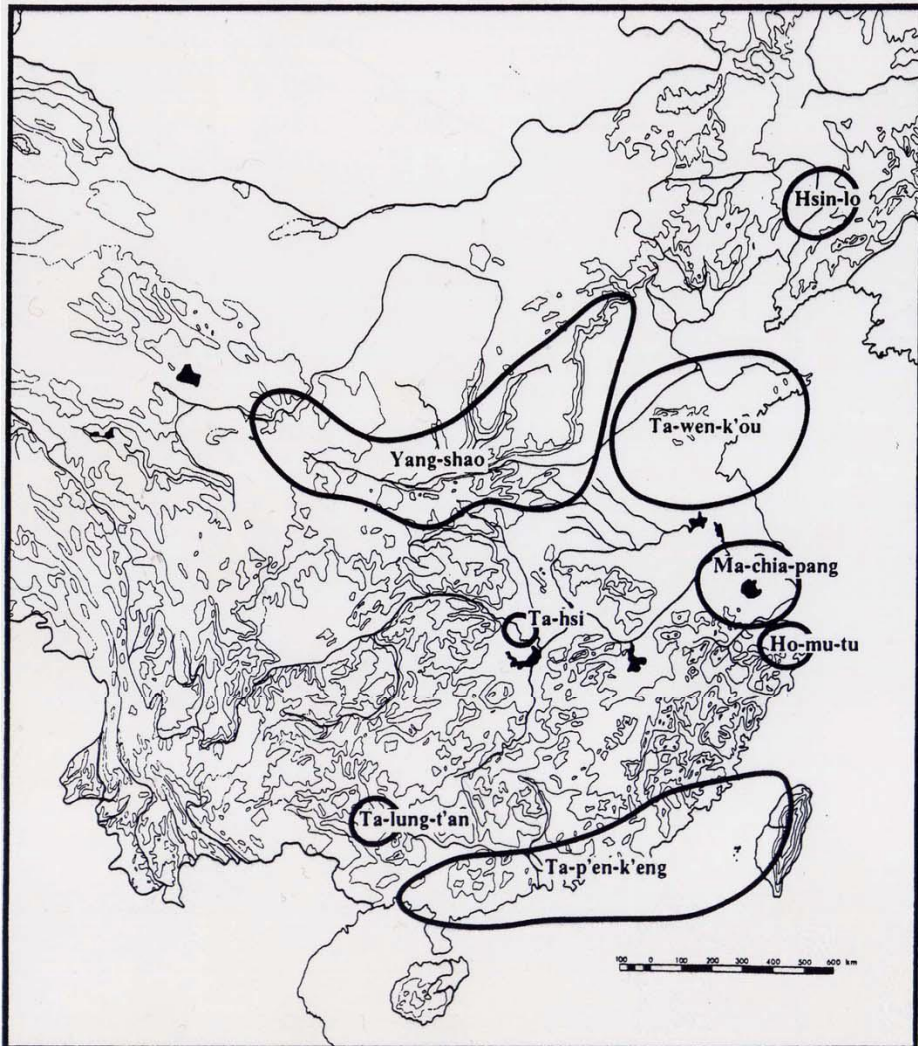 Hsin-lo
Ta-wen-k'ou
Yang-shao
Ma-chia-pang
Ta-hsi
Ho-mu-tu
Ta-lung-t'an
Ta-p'en-k'eng
100 0 100 200 300 400 500 600 km